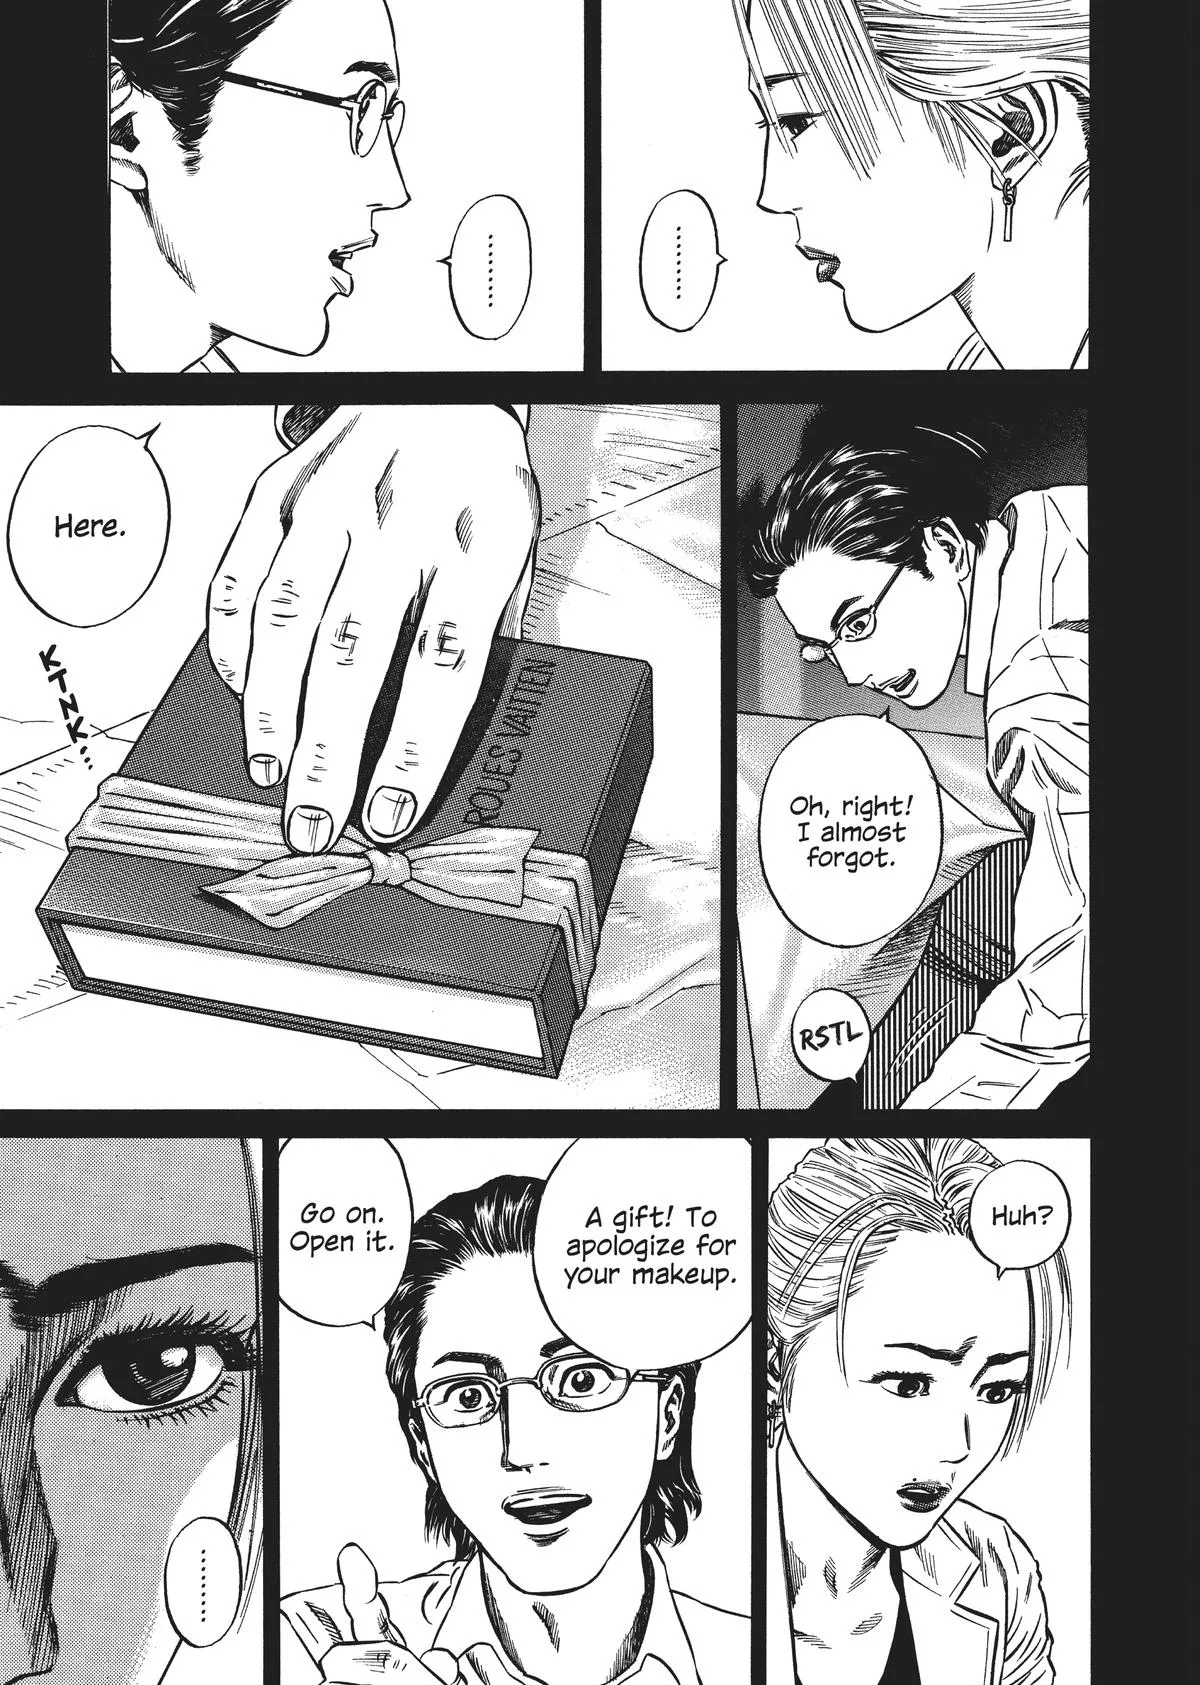 ………
………
Oh, right!
I almost
forgot.
RSTL
Here.
KTNK...
ROUES VAITTEN
Huh?
A gift! To
apologize for
your makeup.
Go on.
Open it.
………